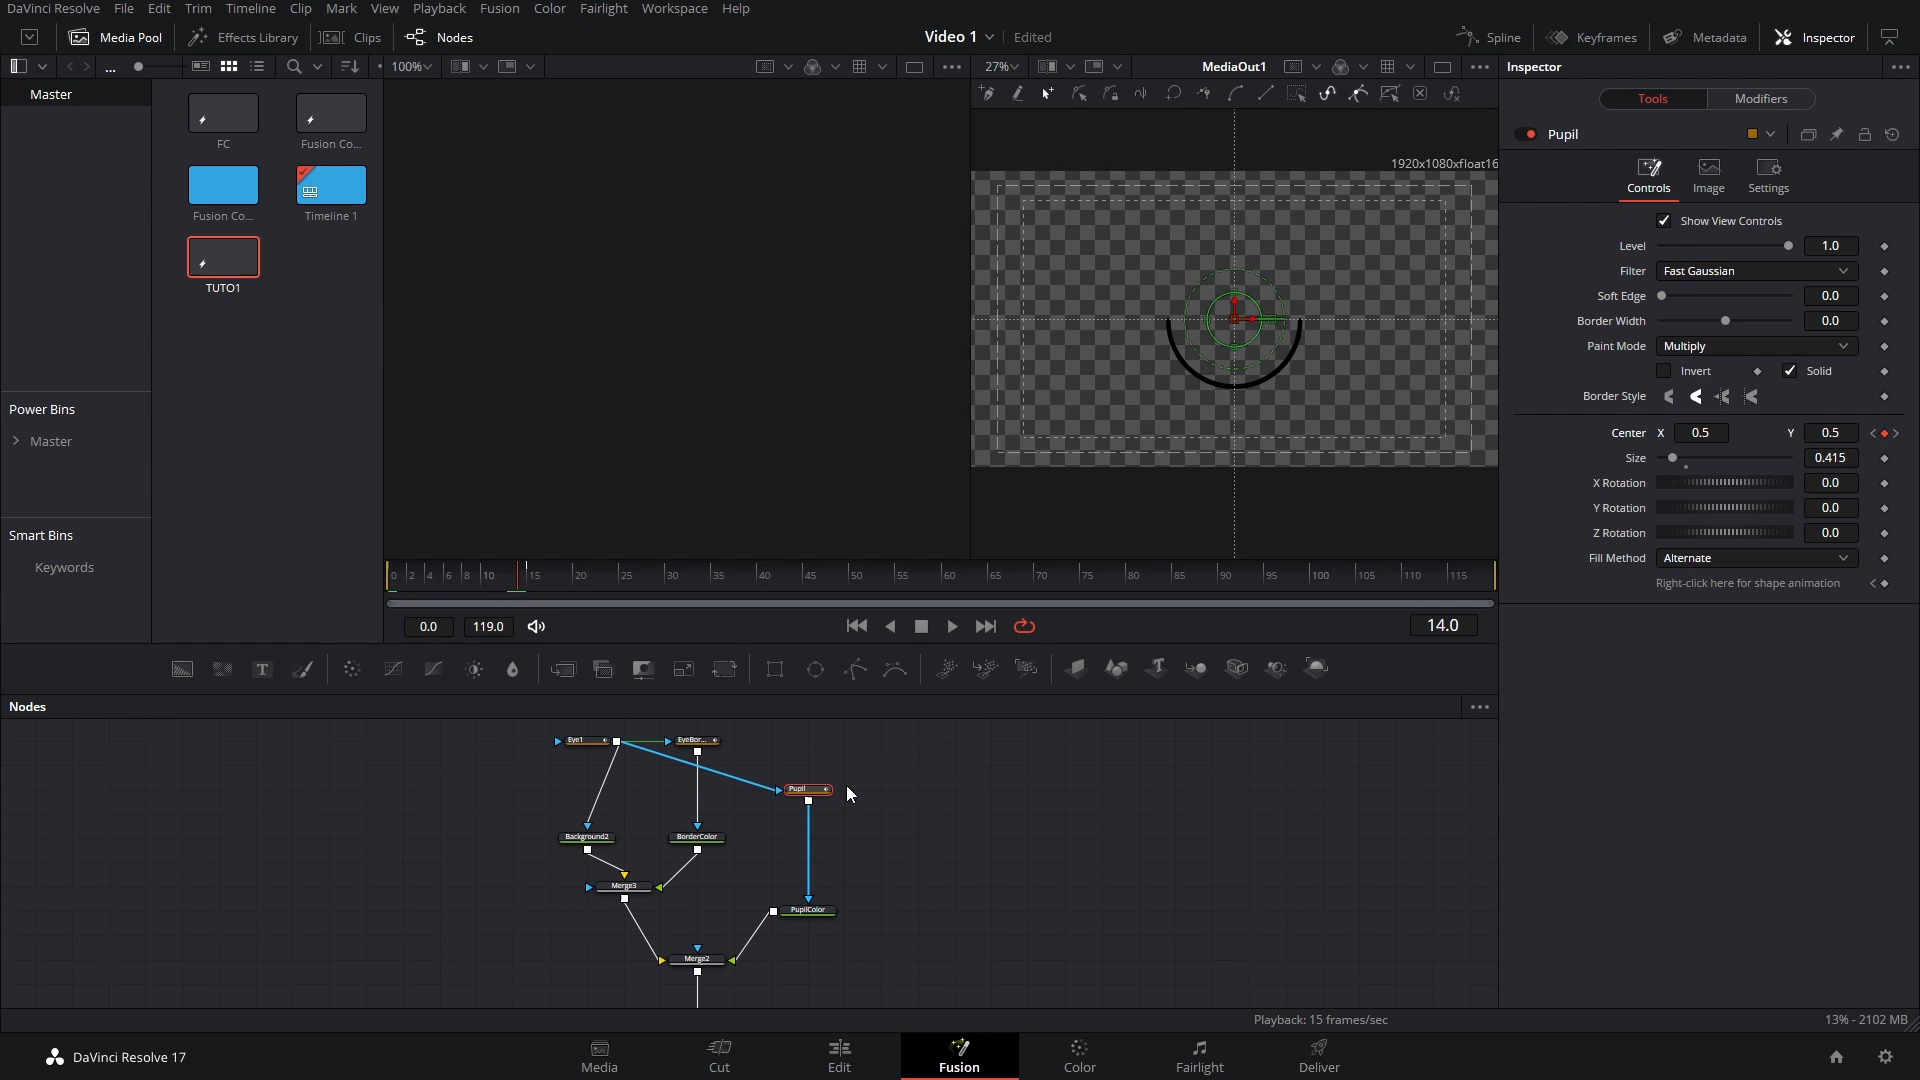 DaVinci Resolve File Edit Trim Timeline Clip Mark View Playback Fusion Color Fairlight Workspace Help
Media Pool Effects Library Clips Nodes Video 1 Edited Spline Keyframes Metadata Inspector
... 100% 27% MediaOut1 Inspector
Master
FC
Fusion Co...
Fusion Co...
Timeline 1
TUTO1
Power Bins
Master
Smart Bins
Keywords
1920x1080xfloat16
Tools Modifiers
Pupil
Controls Image Settings
Show View Controls
Level 1.0
Filter Fast Gaussian
Soft Edge 0.0
Border Width 0.0
Paint Mode Multiply
Invert Solid
Border Style
Center X 0.5 Y 0.5
Size 0.415
X Rotation 0.0
Y Rotation 0.0
Z Rotation 0.0
Fill Method Alternate
Right-click here for shape animation
0 2 4 6 8 10 15 20 25 30 35 40 45 50 55 60 65 70 75 80 85 90 95 100 105 110 115
0.0 119.0 14.0
Nodes
Eye1 EyeBor...
Pupil
Background2 BorderColor
Merge3
PupilColor
Merge2
Playback: 15 frames/sec 13% - 2102 MB
DaVinci Resolve 17 Media Cut Edit Fusion Color Fairlight Deliver